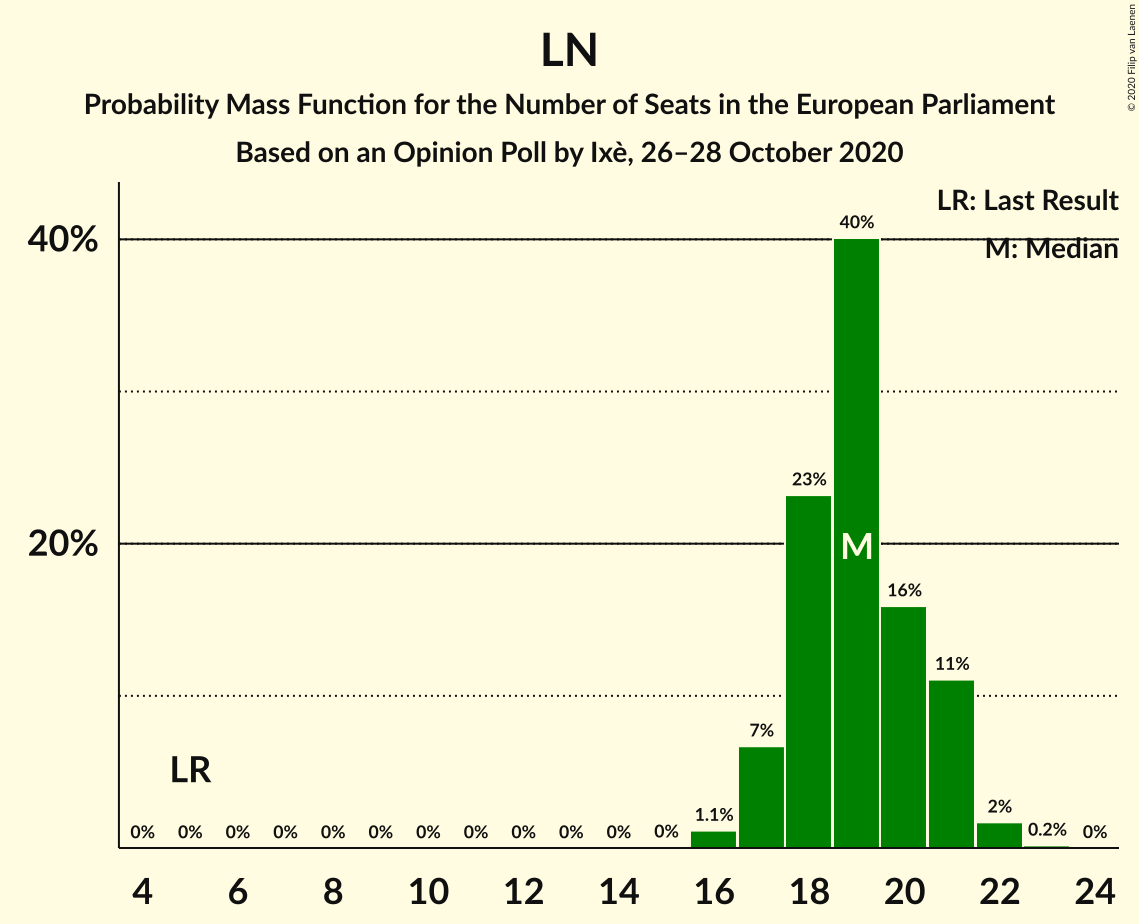 LN
Probability Mass Function for the Number of Seats in the European Parliament
Based on an Opinion Poll by Ixè, 26–28 October 2020
© 2020 Filip van Laenen
LR: Last Result
M: Median
40%
20%
40%
23%
M
16%
11%
7%
LR
0% 0% 0% 0% 0% 0% 0% 0% 0% 0% 0% 0% 1.1% 2% 0.2% 0%
4 6 8 10 12 14 16 18 20 22 24